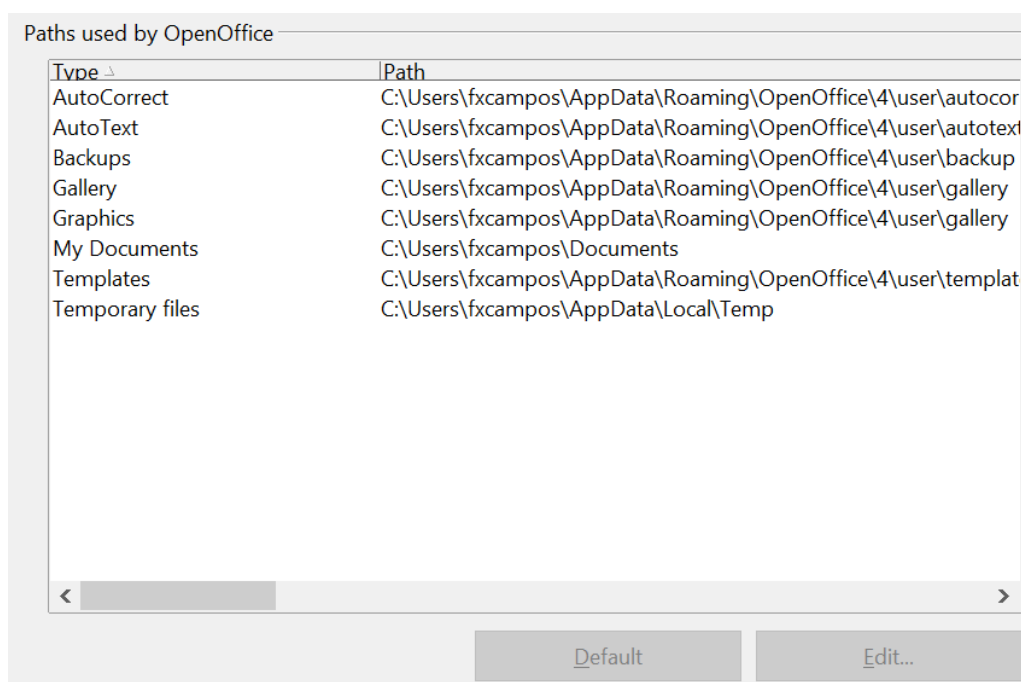 Paths used by OpenOffice
Type Path
AutoCorrect C:\Users\fxcampos\AppData\Roaming\OpenOffice\4\user\autocor
AutoText C:\Users\fxcampos\AppData\Roaming\OpenOffice\4\user\autotext
Backups C:\Users\fxcampos\AppData\Roaming\OpenOffice\4\user\backup
Gallery C:\Users\fxcampos\AppData\Roaming\OpenOffice\4\user\gallery
Graphics C:\Users\fxcampos\AppData\Roaming\OpenOffice\4\user\gallery
My Documents C:\Users\fxcampos\Documents
Templates C:\Users\fxcampos\AppData\Roaming\OpenOffice\4\user\templat
Temporary files C:\Users\fxcampos\AppData\Local\Temp
Default Edit...